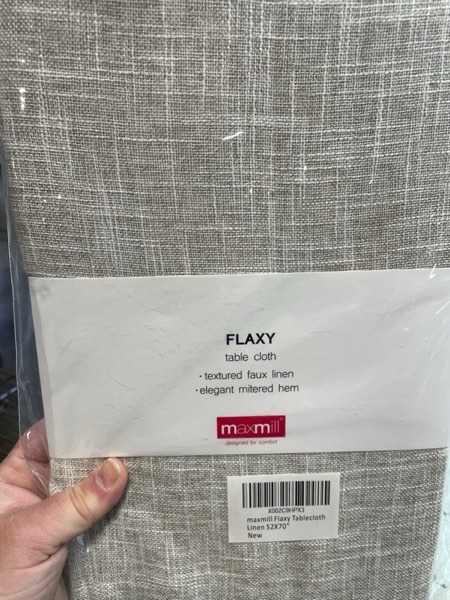 FLAXY
table cloth
· textured faux linen
· elegant mitered hem
maxmill
designed for comfort
X002C9HPX3
maxmill Flaxy Tablecloth
Linen 52X70"
New